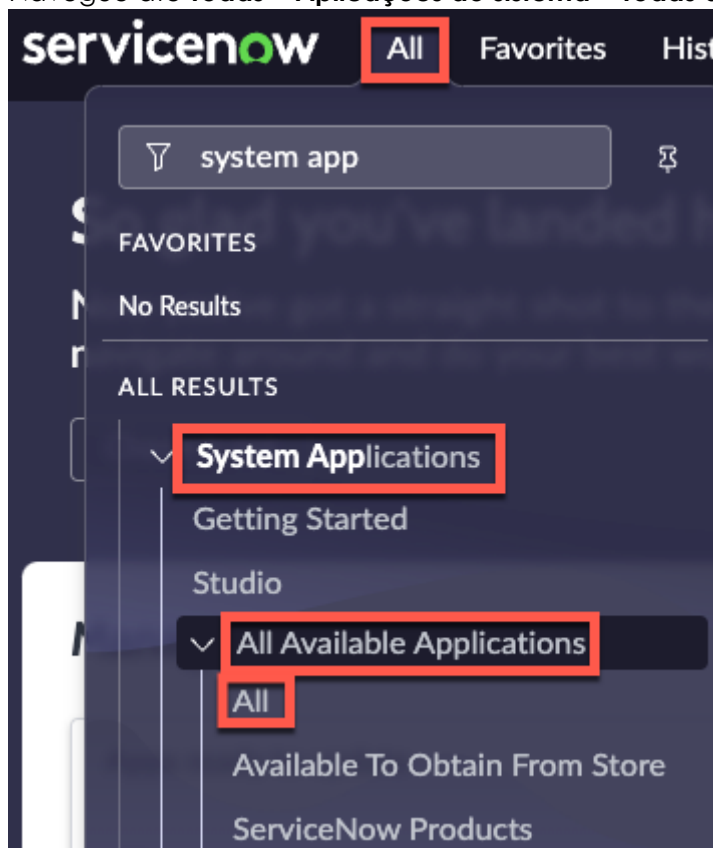 servicenow All Favorites Hist
system app
FAVORITES
No Results
ALL RESULTS
System Applications
Getting Started
Studio
All Available Applications
All
Available To Obtain From Store
ServiceNow Products